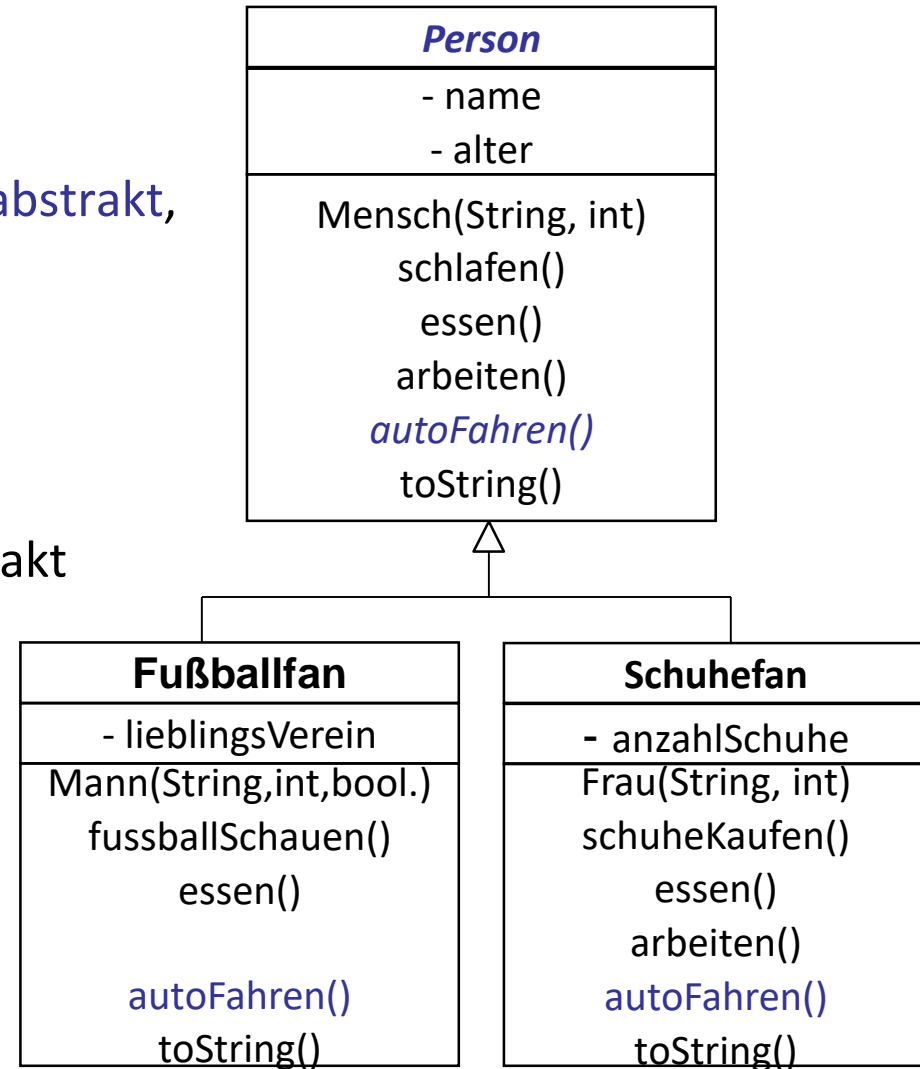 Person
- name
- alter
abstrakt,
Mensch(String, int)
schlafen()
essen()
arbeiten()
autoFahren()
toString()
akt
Fußballfan
- lieblingsVerein
Mann(String,int,bool.)
fussballSchauen()
essen()
autoFahren()
toString()
Schuhefan
- anzahlSchuhe
Frau(String, int)
schuheKaufen()
essen()
arbeiten()
autoFahren()
toString()